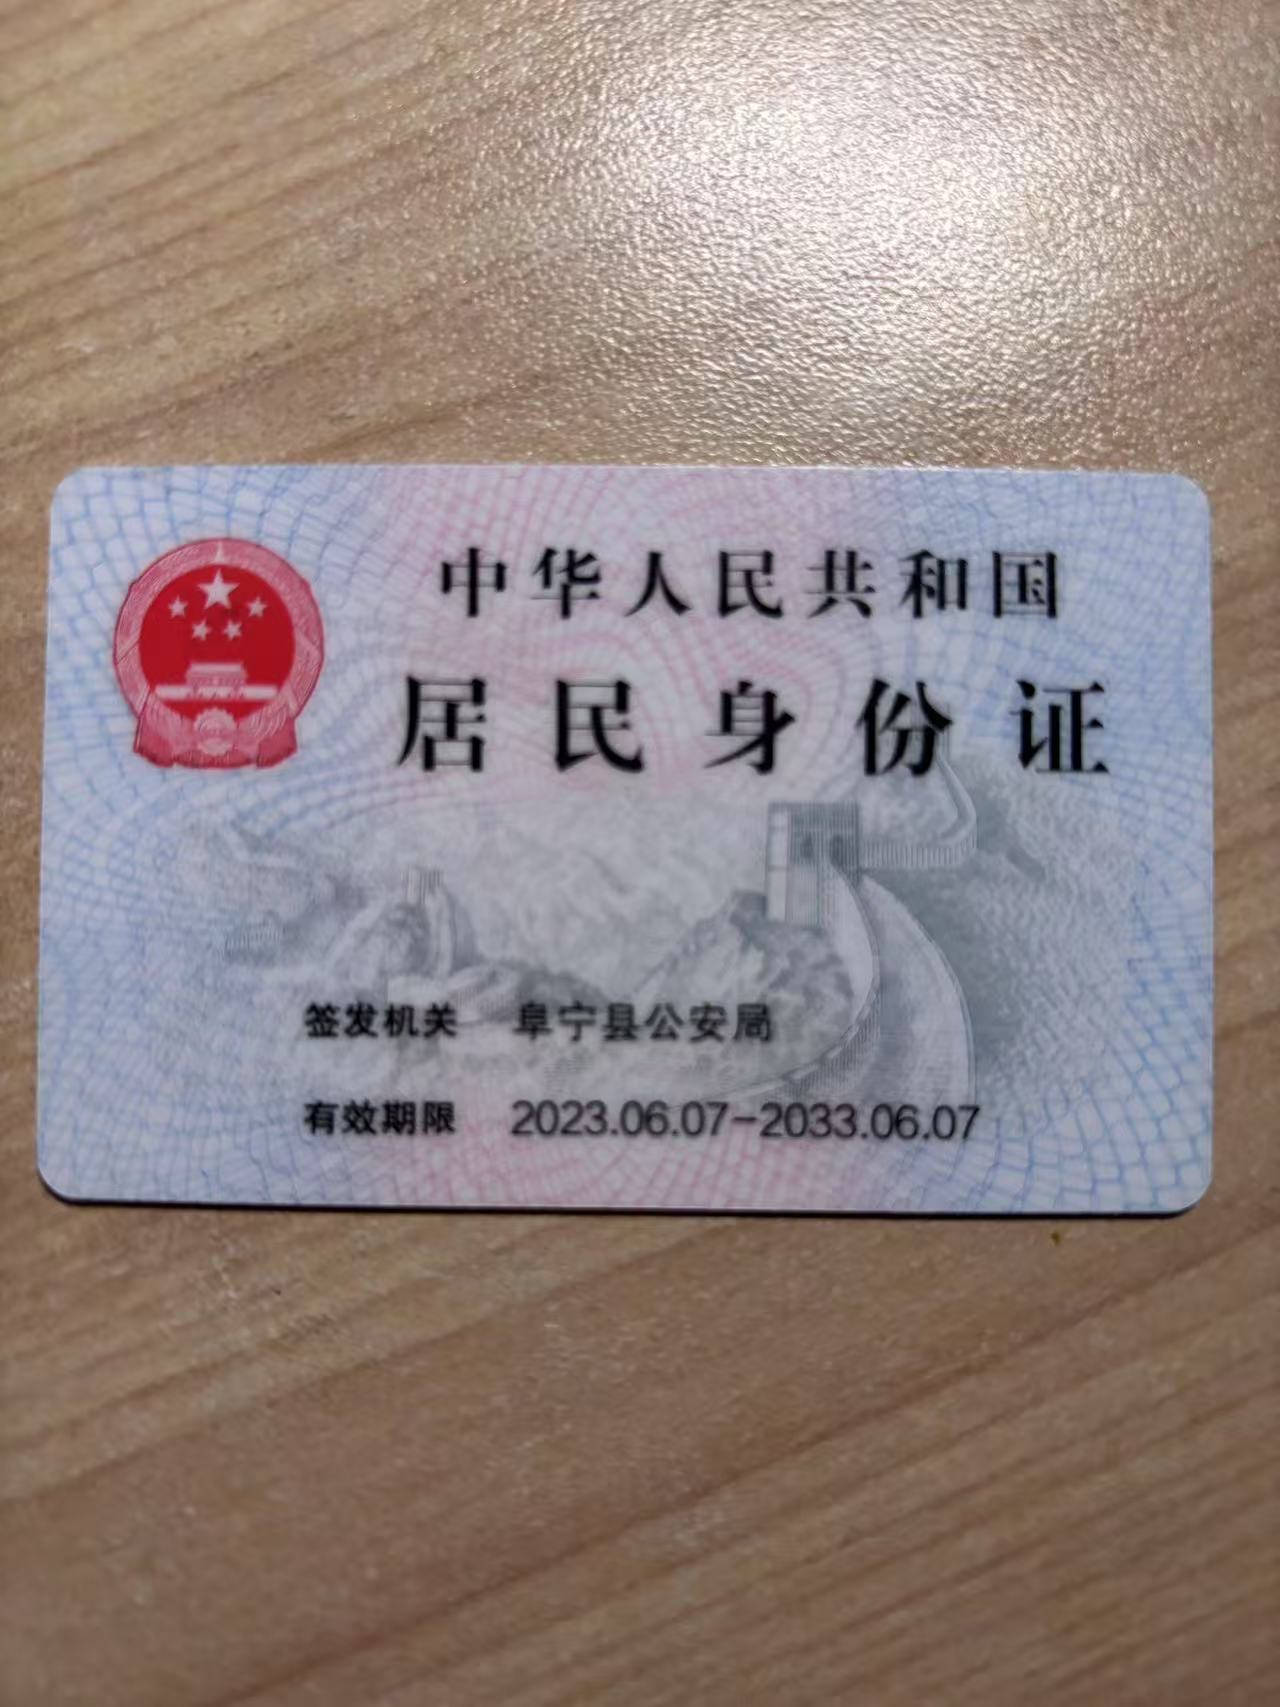 中华人民共和国
居民身份证
签发机关 阜宁县公安局
有效期限 2023.06.07-2033.06.07